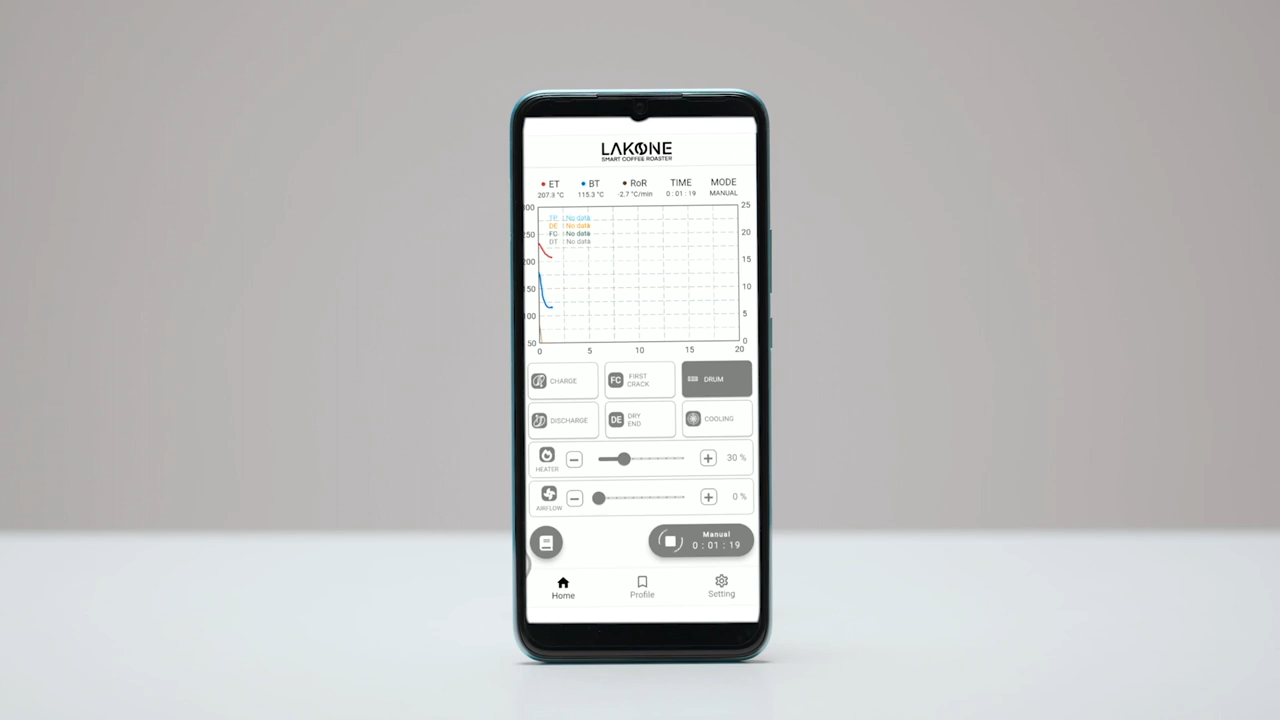 LAKONE
SMART COFFEE ROASTER
ET BT RoR TIME MODE
207.3 °C 115.3 °C -2.7 °C/min 0 : 01 : 19 MANUAL
300 25
TP : No data
DE : No data
FC : No data
DT : No data
250 20
200 15
150 10
100 5
50 0
0 5 10 15 20
CHARGE
FC FIRST CRACK
DRUM
DISCHARGE
DE DRY END
COOLING
HEATER 30 %
AIRFLOW 0 %
Manual
0 : 01 : 19
Home Profile Setting